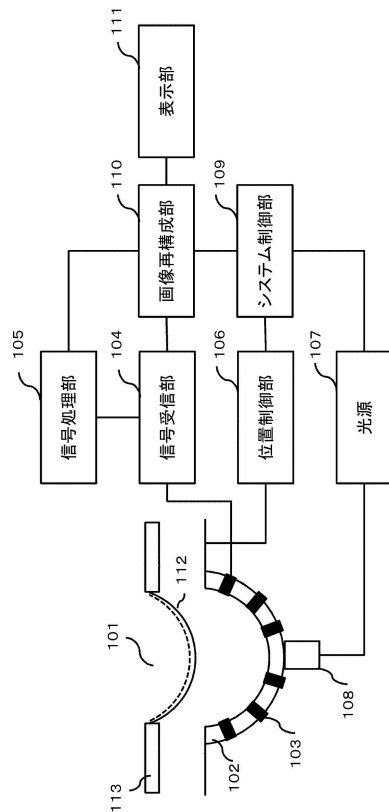 105
信号処理部
104
信号受信部
110
画像再構成部
111
表示部
106
位置制御部
109
システム制御部
107
光源
101
112
113
102
103
108